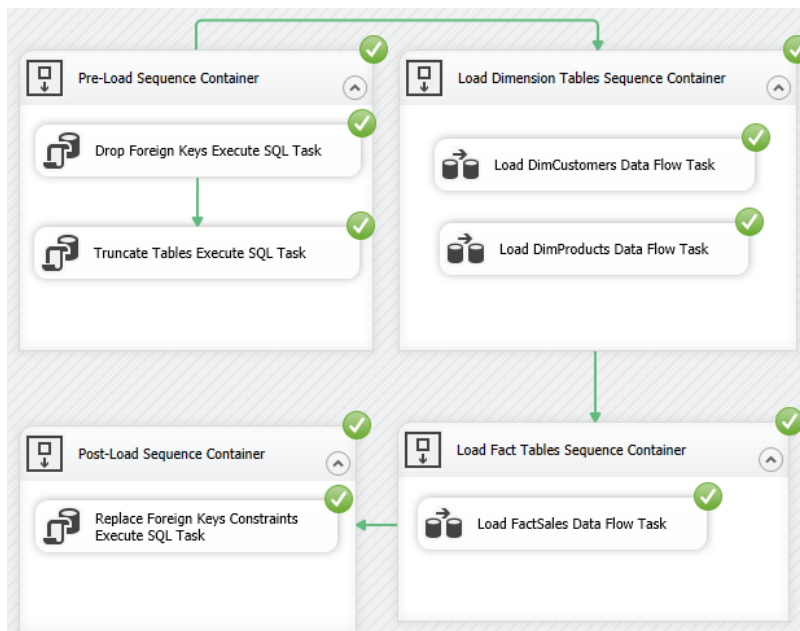 Pre-Load Sequence Container
Drop Foreign Keys Execute SQL Task
Truncate Tables Execute SQL Task
Load Dimension Tables Sequence Container
Load DimCustomers Data Flow Task
Load DimProducts Data Flow Task
Post-Load Sequence Container
Replace Foreign Keys Constraints
Execute SQL Task
Load Fact Tables Sequence Container
Load FactSales Data Flow Task